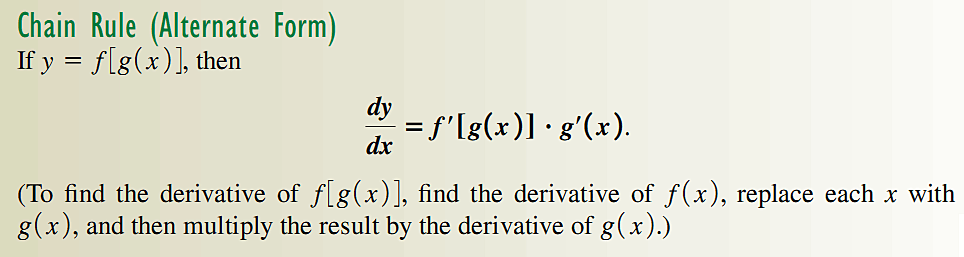 Chain Rule (Alternate Form)
If y = f[g(x)], then
dy/dx = f′[g(x)] · g′(x).
(To find the derivative of f[g(x)], find the derivative of f(x), replace each x with
g(x), and then multiply the result by the derivative of g(x).)